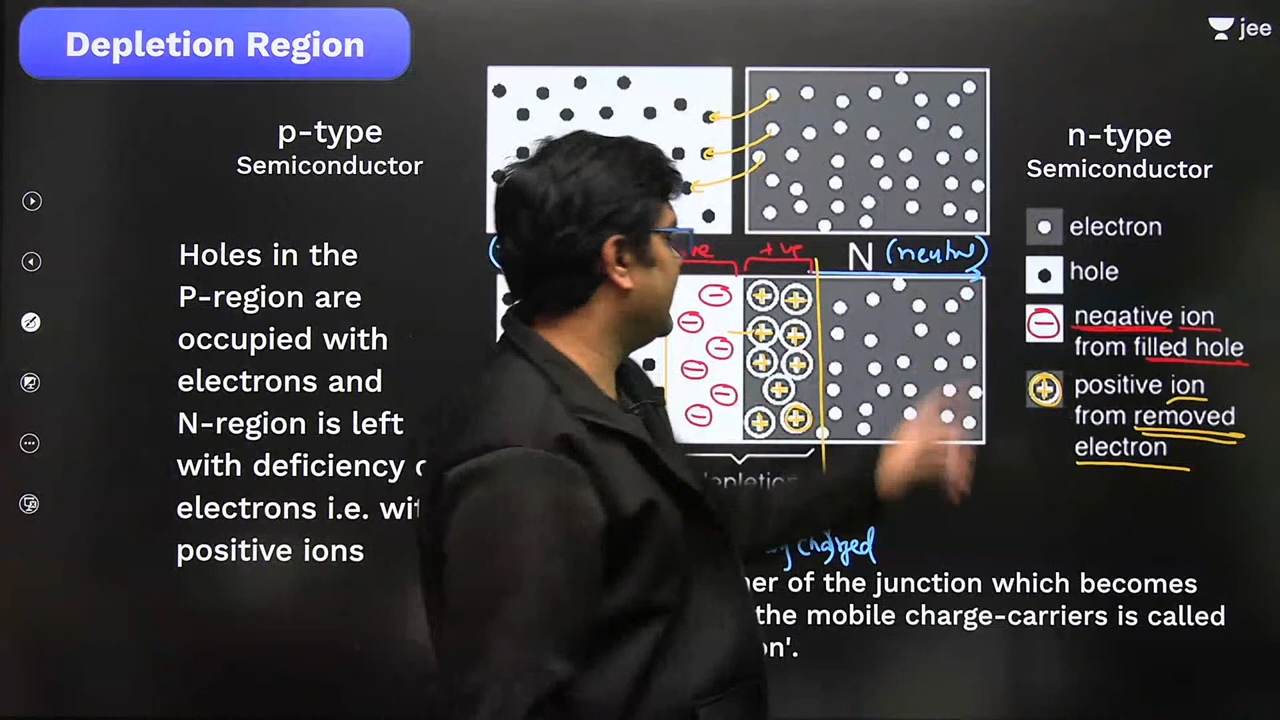 Depletion Region
jee
p-type
Semiconductor
n-type
Semiconductor
electron
hole
negative ion
from filled hole
positive ion
from removed
electron
Holes in the
P-region are
occupied with
electrons and
N-region is left
with deficiency
electrons i.e.
positive ions
+ve
N (neutral)
depletion
charged
of the junction which becomes
the mobile charge-carriers is called